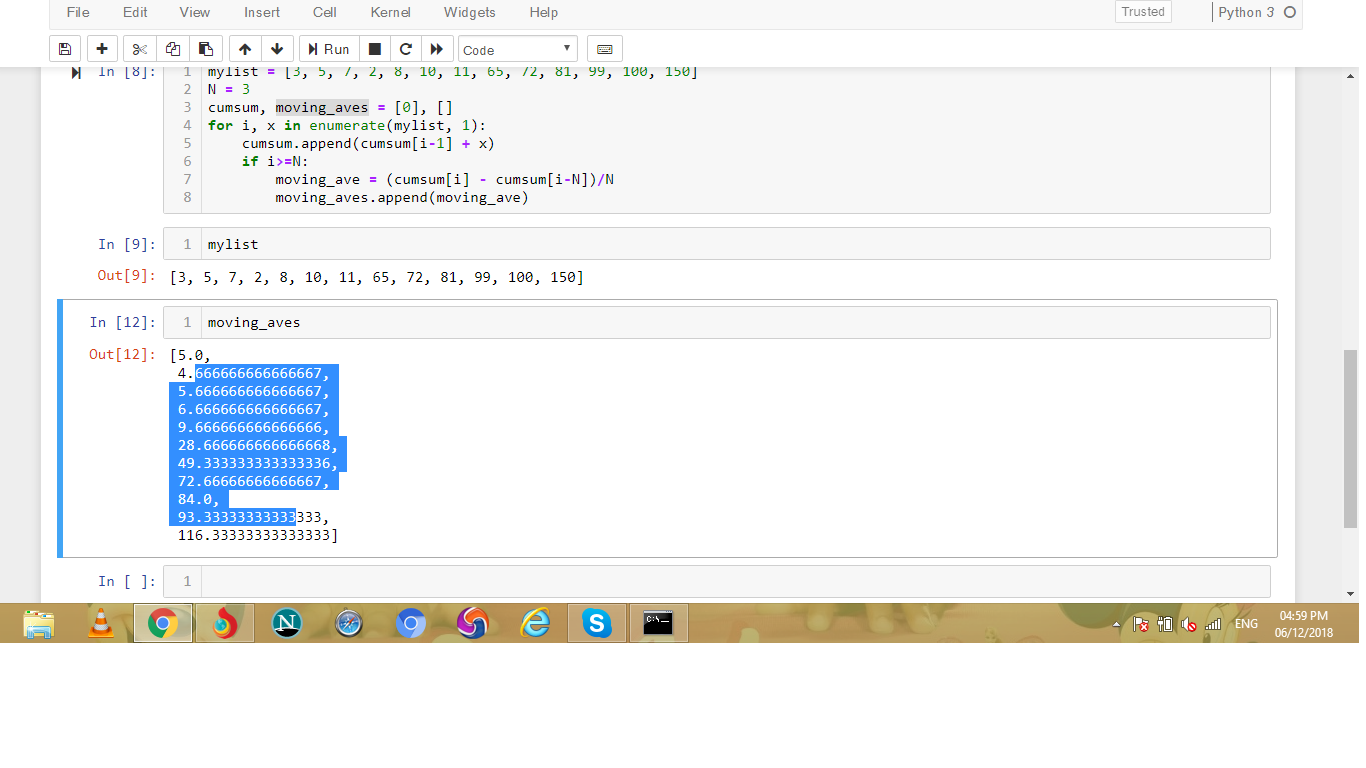 File Edit View Insert Cell Kernel Widgets Help Trusted Python 3
Run Code
In [8]: 1 mylist = [3, 5, 7, 2, 8, 10, 11, 65, 72, 81, 99, 100, 150]
2 N = 3
3 cumsum, moving_aves = [0], []
4 for i, x in enumerate(mylist, 1):
5 cumsum.append(cumsum[i-1] + x)
6 if i>=N:
7 moving_ave = (cumsum[i] - cumsum[i-N])/N
8 moving_aves.append(moving_ave)
In [9]: 1 mylist
Out[9]: [3, 5, 7, 2, 8, 10, 11, 65, 72, 81, 99, 100, 150]
In [12]: 1 moving_aves
Out[12]: [5.0,
4.666666666666667,
5.666666666666667,
6.666666666666667,
9.666666666666666,
28.666666666666668,
49.333333333333336,
72.66666666666667,
84.0,
93.33333333333333,
116.33333333333333]
In [ ]: 1
N C:\ ENG 04:59 PM
06/12/2018